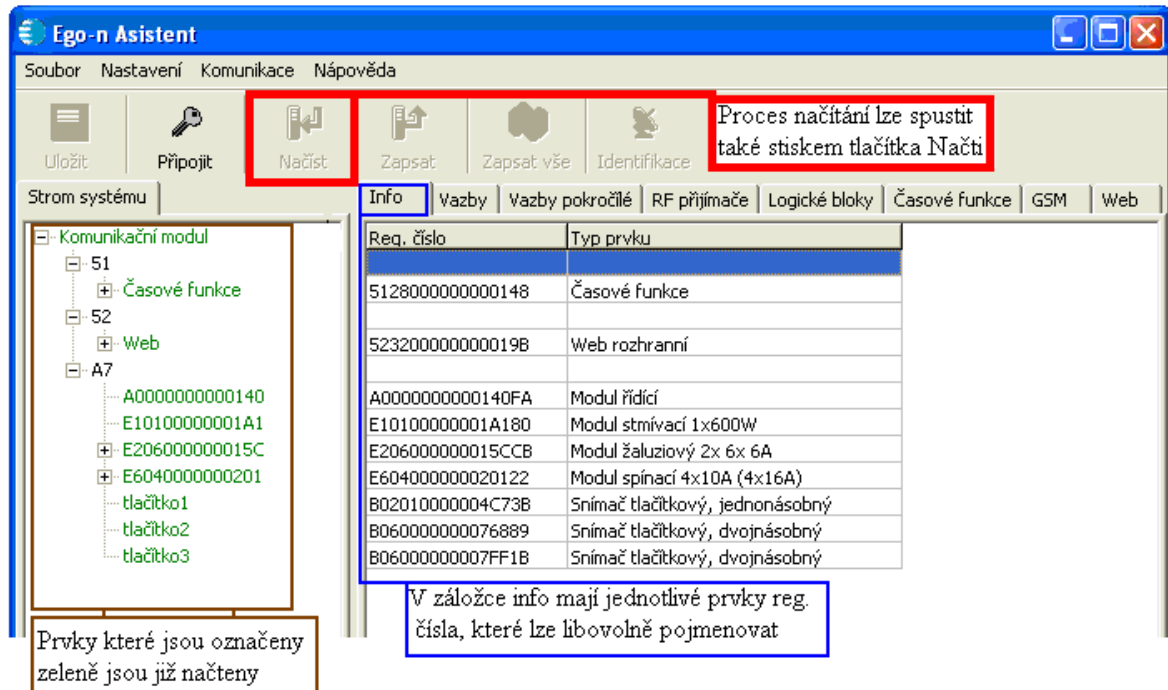 Ego-n Asistent
Soubor Nastavení Komunikace Nápověda
Uložit Připojit Načíst Zapsat Zapsat vše Identifikace
Proces načítání lze spustit
také stiskem tlačítka Načti
Strom systému
Info Vazby Vazby pokročilé RF přijímače Logické bloky Časové funkce GSM Web
Komunikační modul
51
Časové funkce
52
Web
A7
A0000000000140
E10100000001A1
E206000000015C
E6040000000201
tlačítko1
tlačítko2
tlačítko3
Reg. číslo Typ prvku
5128000000000148 Časové funkce
523200000000019B Web rozhranní
A0000000000140FA Modul řídící
E10100000001A180 Modul stmívací 1x600W
E206000000015CCB Modul žaluziový 2x 6x 6A
E604000000020122 Modul spínací 4x10A (4x16A)
B02010000004C73B Snímač tlačítkový, jednonásobný
B060000000076889 Snímač tlačítkový, dvojnásobný
B06000000007FF1B Snímač tlačítkový, dvojnásobný
V záložce info mají jednotlivé prvky reg.
čísla, které lze libovolně pojmenovat
Prvky které jsou označeny
zeleně jsou již načteny